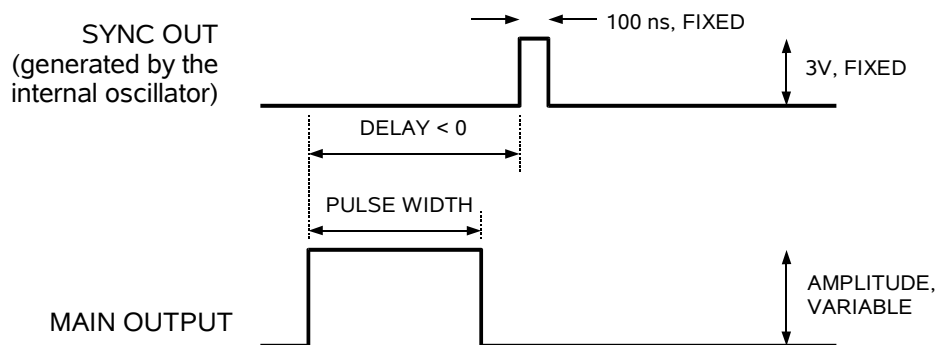 SYNC OUT
(generated by the
internal oscillator)
100 ns, FIXED
3V, FIXED
DELAY < 0
PULSE WIDTH
MAIN OUTPUT
AMPLITUDE,
VARIABLE